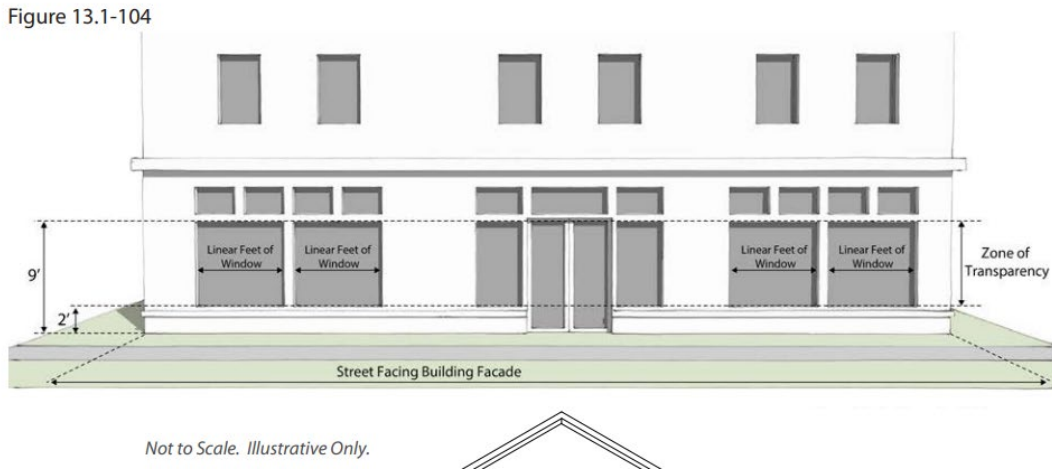 Figure 13.1-104
Linear Feet of
Window
Linear Feet of
Window
Linear Feet of
Window
Linear Feet of
Window
9'
2'
Zone of
Transparency
Street Facing Building Facade
Not to Scale. Illustrative Only.